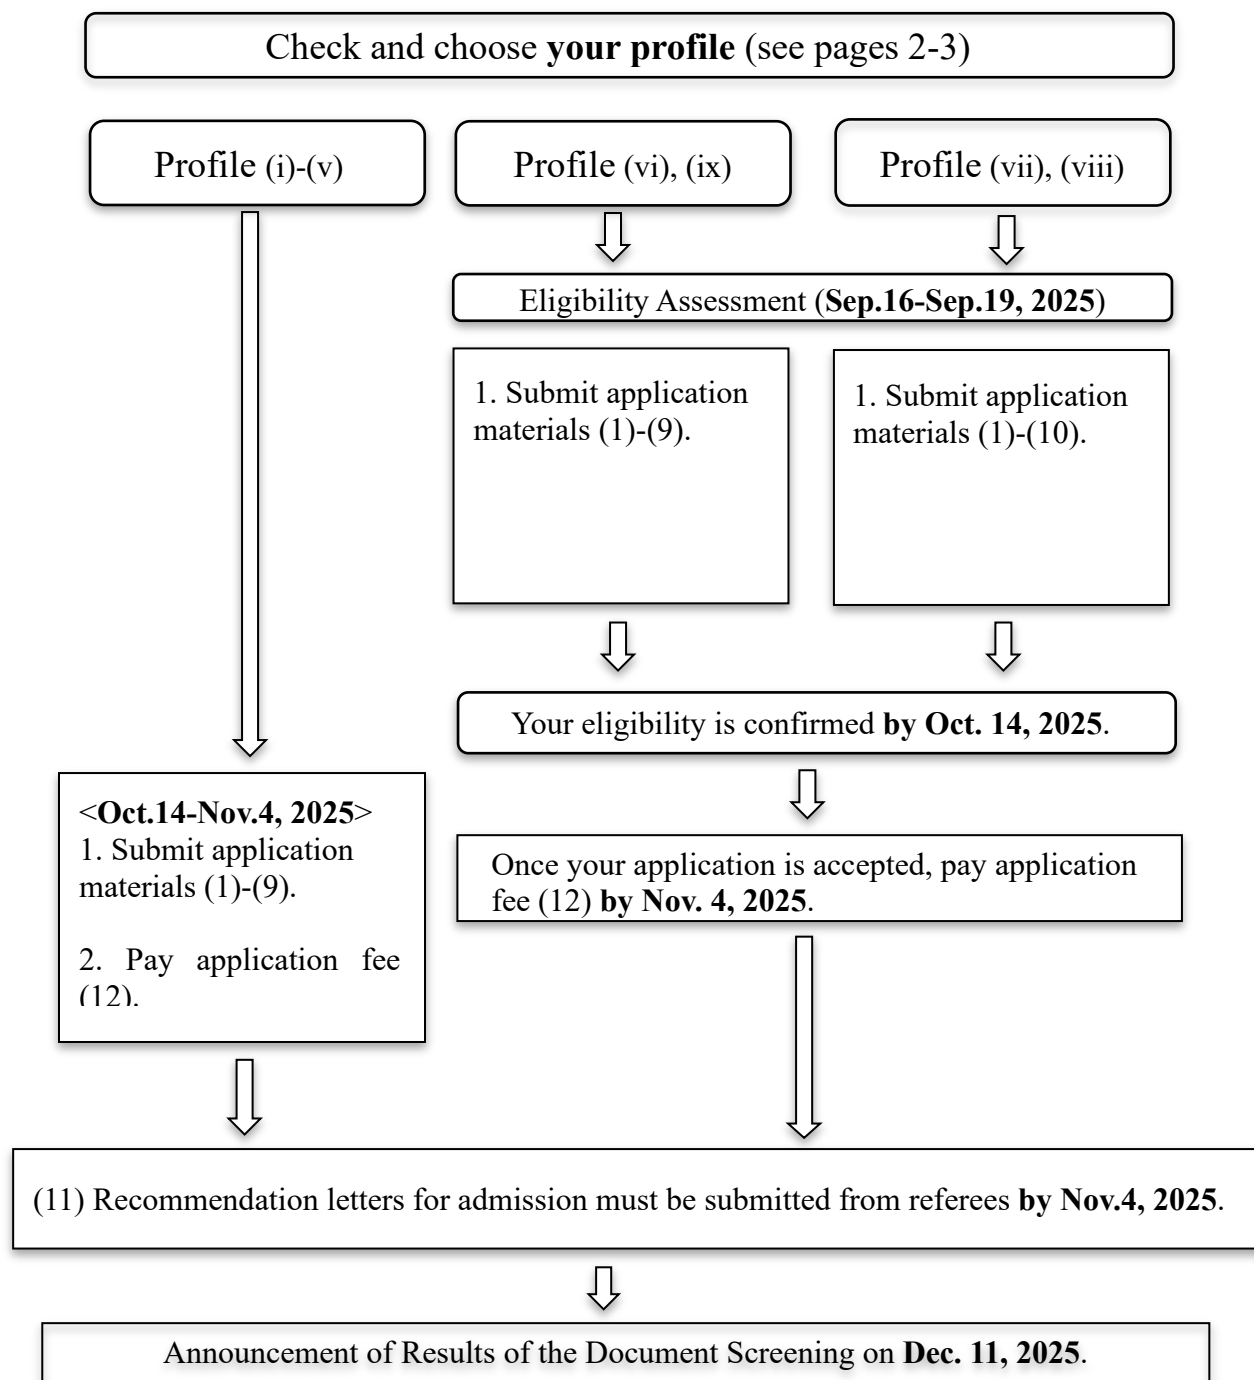 Check and choose your profile (see pages 2-3)
Profile (i)-(v)
Profile (vi), (ix)
Profile (vii), (viii)
Eligibility Assessment (Sep.16-Sep.19, 2025)
1. Submit application
materials (1)-(9).
1. Submit application
materials (1)-(10).
Your eligibility is confirmed by Oct. 14, 2025.
<Oct.14-Nov.4, 2025>
1. Submit application
materials (1)-(9).
2. Pay application fee
(12).
Once your application is accepted, pay application
fee (12) by Nov. 4, 2025.
(11) Recommendation letters for admission must be submitted from referees by Nov.4, 2025.
Announcement of Results of the Document Screening on Dec. 11, 2025.